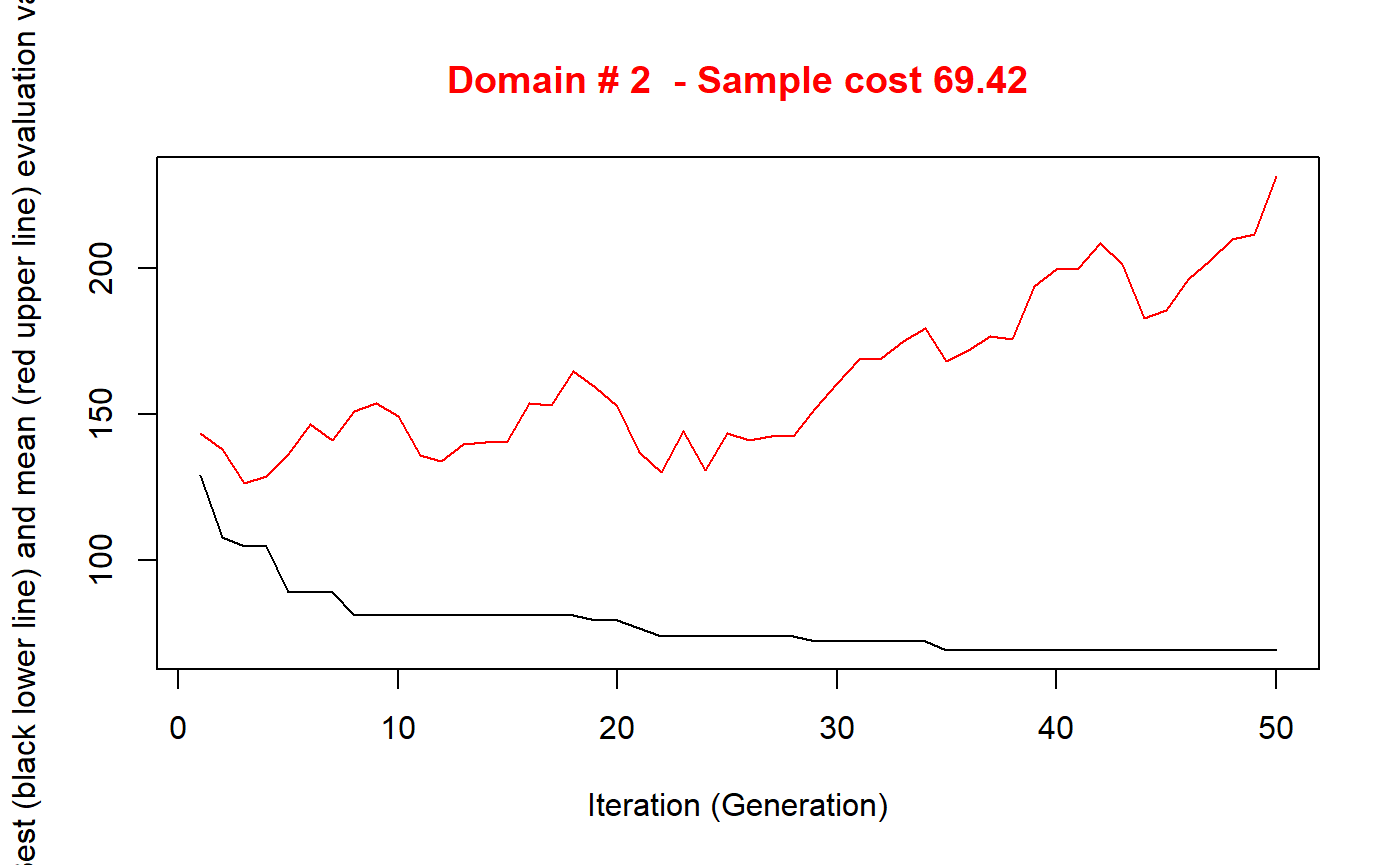 Domain # 2  - Sample cost 69.42
est (black lower line) and mean (red upper line) evaluation va
200
150
100
0 10 20 30 40 50
Iteration (Generation)